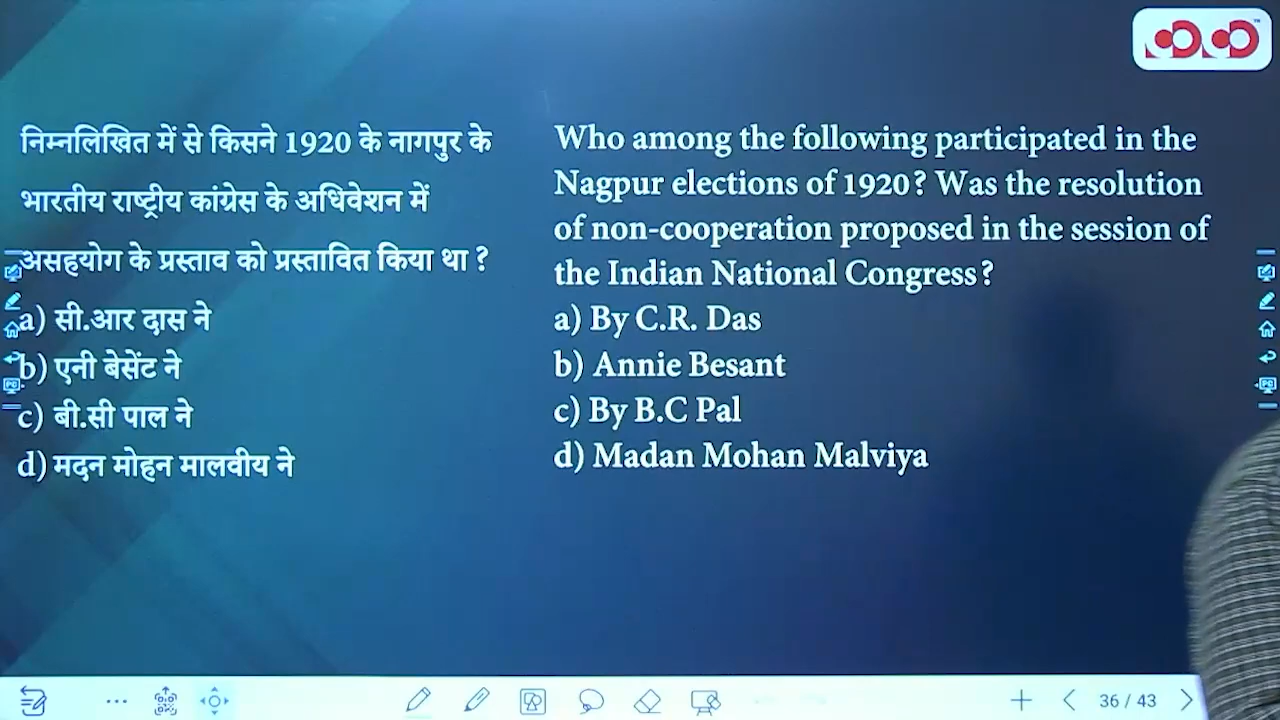 निम्नलिखित में से किसने 1920 के नागपुर के
भारतीय राष्ट्रीय कांग्रेस के अधिवेशन में
असहयोग के प्रस्ताव को प्रस्तावित किया था ?
a) सी.आर दास ने
b) एनी बेसेंट ने
c) बी.सी पाल ने
d) मदन मोहन मालवीय ने
Who among the following participated in the
Nagpur elections of 1920? Was the resolution
of non-cooperation proposed in the session of
the Indian National Congress?
a) By C.R. Das
b) Annie Besant
c) By B.C Pal
d) Madan Mohan Malviya
36 / 43